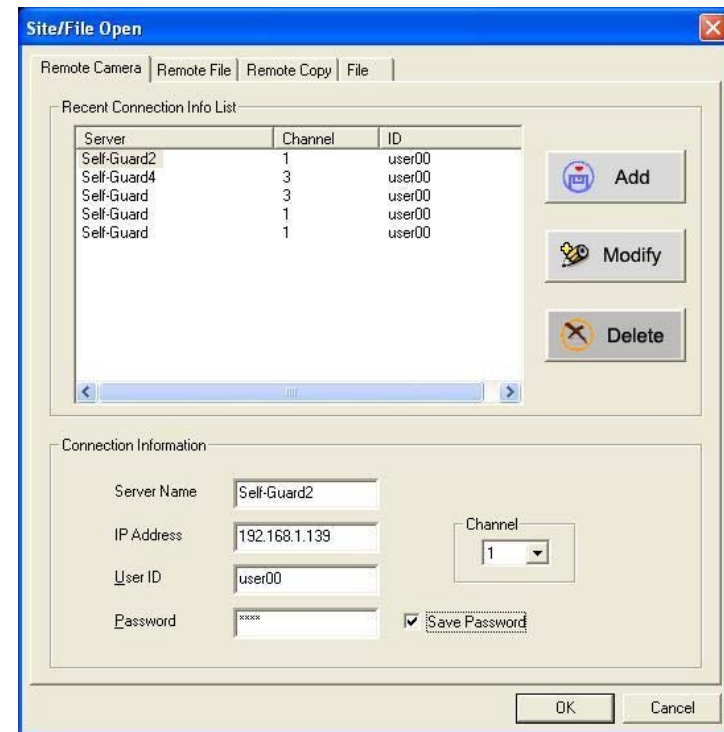 Site/File Open
Remote Camera Remote File Remote Copy File
Recent Connection Info List
Server Channel ID
Self-Guard2 1 user00
Self-Guard4 3 user00
Self-Guard 3 user00
Self-Guard 1 user00
Self-Guard 1 user00
Add
Modify
Delete
Connection Information
Server Name Self-Guard2
IP Address 192.168.1.139
User ID user00
Password ****
Channel
1
Save Password
OK Cancel